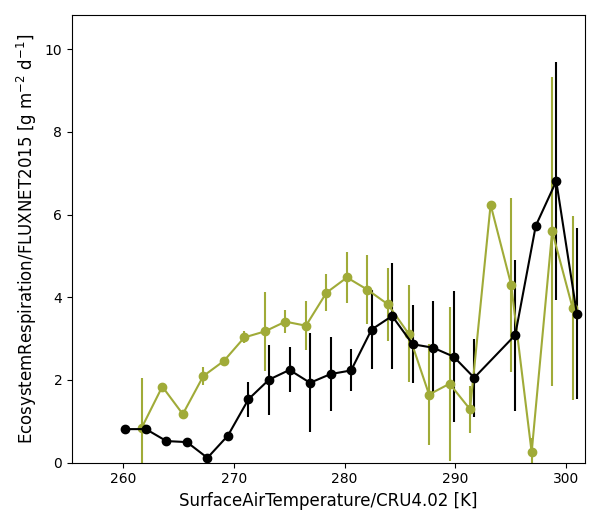 EcosystemRespiration/FLUXNET2015 [g m⁻² d⁻¹]
10
8
6
4
2
0
260 270 280 290 300
SurfaceAirTemperature/CRU4.02 [K]